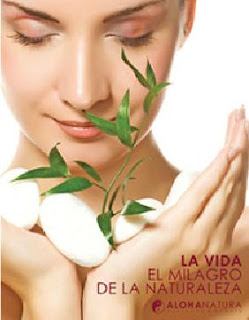 LA VIDA
EL MILAGRO
DE LA NATURALEZA
ALOHANATURA